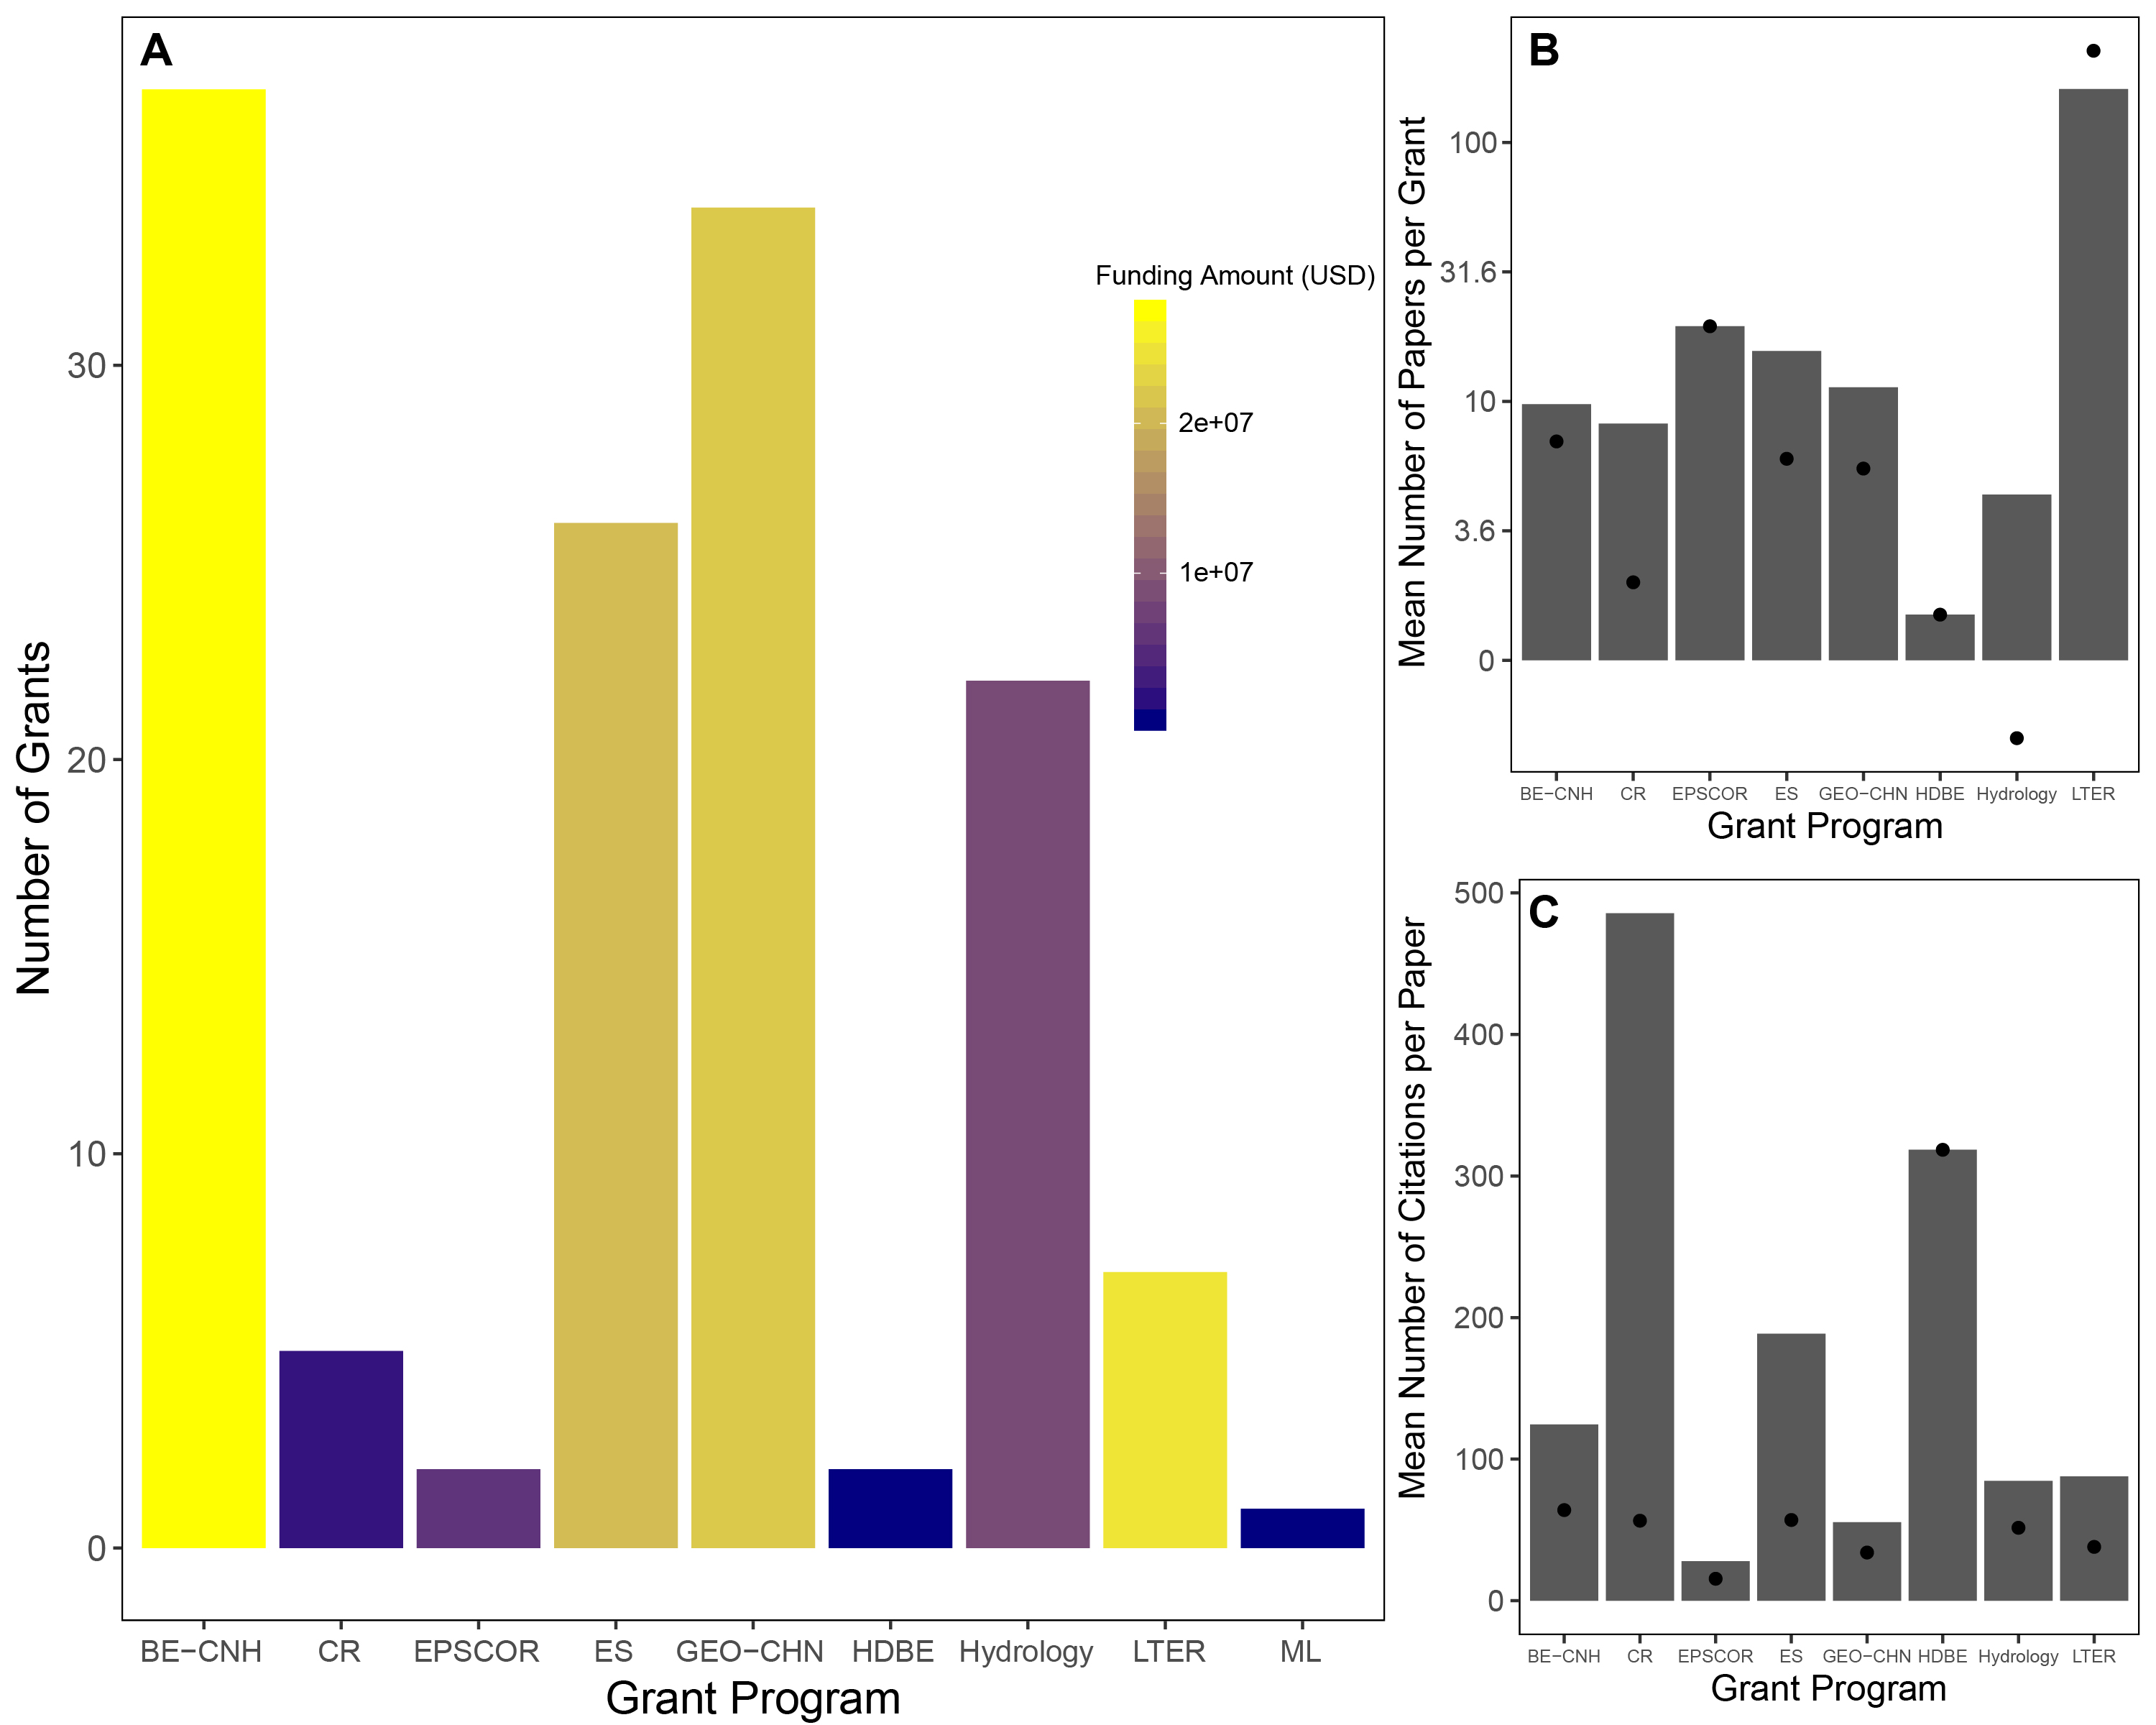 A
Number of Grants
30
20
10
0
Funding Amount (USD)
2e+07
1e+07
BE−CNH CR EPSCOR ES GEO−CHN HDBE Hydrology LTER ML
Grant Program
B
Mean Number of Papers per Grant
100
31.6
10
3.6
0
BE−CNH CR EPSCOR ES GEO−CHN HDBE Hydrology LTER
Grant Program
C
Mean Number of Citations per Paper
500
400
300
200
100
0
BE−CNH CR EPSCOR ES GEO−CHN HDBE Hydrology LTER
Grant Program